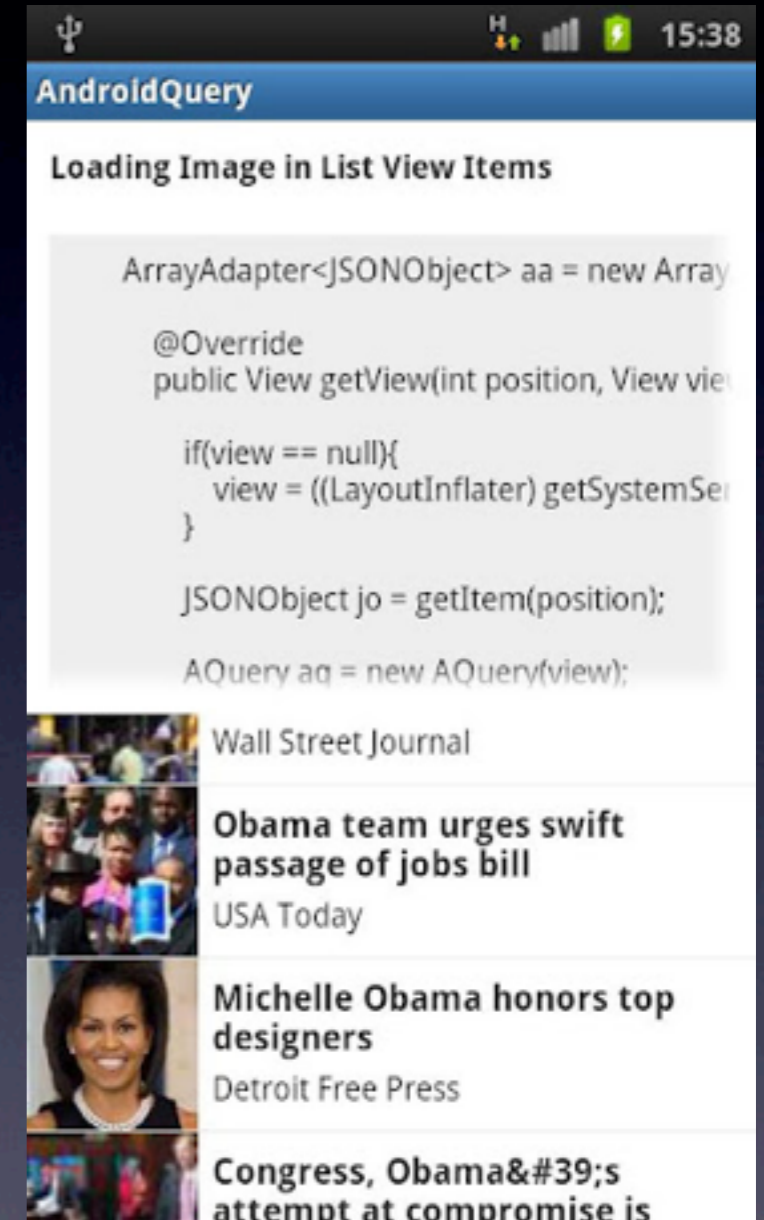 H
15:38
AndroidQuery
Loading Image in List View Items
ArrayAdapter<JSONObject> aa = new Array
@Override
public View getView(int position, View view
if(view == null){
view = ((LayoutInflater) getSystemSer
}
JSONObject jo = getItem(position);
AQuery aq = new AQuery(view);
Wall Street Journal
Obama team urges swift
passage of jobs bill
USA Today
Michelle Obama honors top
designers
Detroit Free Press
Congress, Obama&#39;s
attempt at compromise is